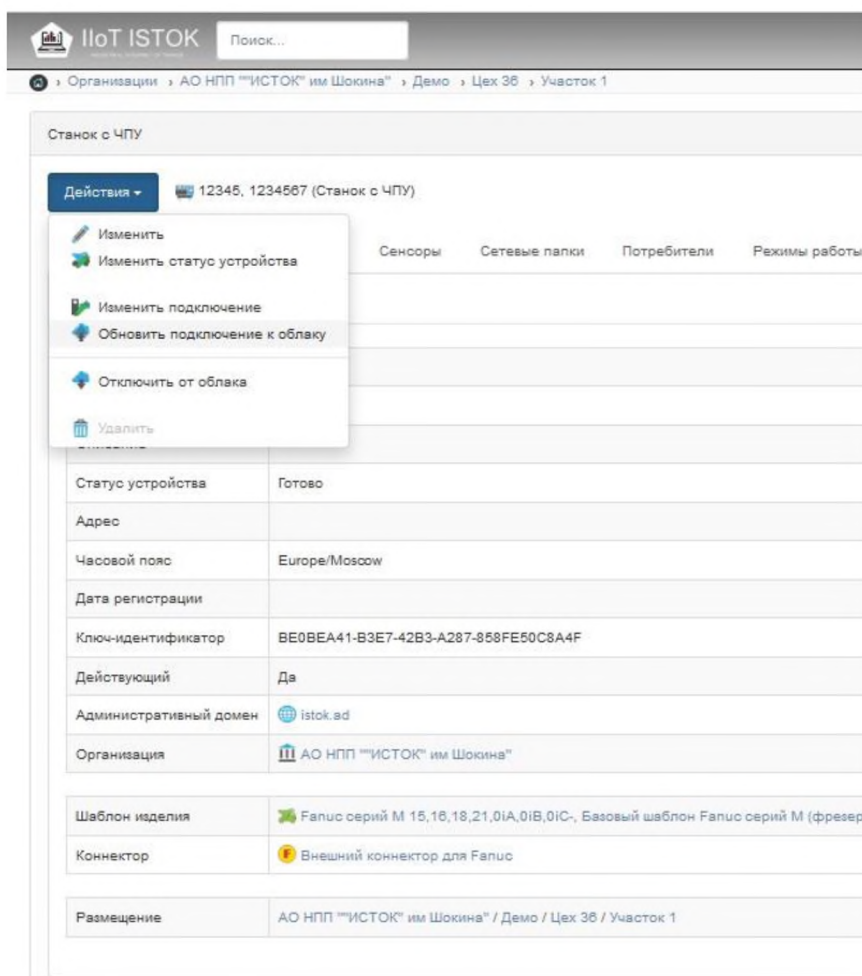 IIoT ISTOK
Поиск...
› Организации › АО НПП ""ИСТОК" им Шокина" › Демо › Цех 36 › Участок 1
Станок с ЧПУ
Действия
12345, 1234567 (Станок с ЧПУ)
Изменить
Изменить статус устройства
Сенсоры Сетевые папки Потребители Режимы работы
Изменить подключение
Обновить подключение к облаку
Отключить от облака
Удалить
Статус устройства Готово
Адрес
Часовой пояс Europe/Moscow
Дата регистрации
Ключ-идентификатор BE0BEA41-B3E7-42B3-A287-858FE50C8A4F
Действующий Да
Административный домен istok.ad
Организация АО НПП ""ИСТОК" им Шокина"
Шаблон изделия Fanuc серий M 15,16,18,21,0iA,0iB,0iC-, Базовый шаблон Fanuc серий M (фрезер
Коннектор F Внешний коннектор для Fanuc
Размещение АО НПП ""ИСТОК" им Шокина" / Демо / Цех 36 / Участок 1